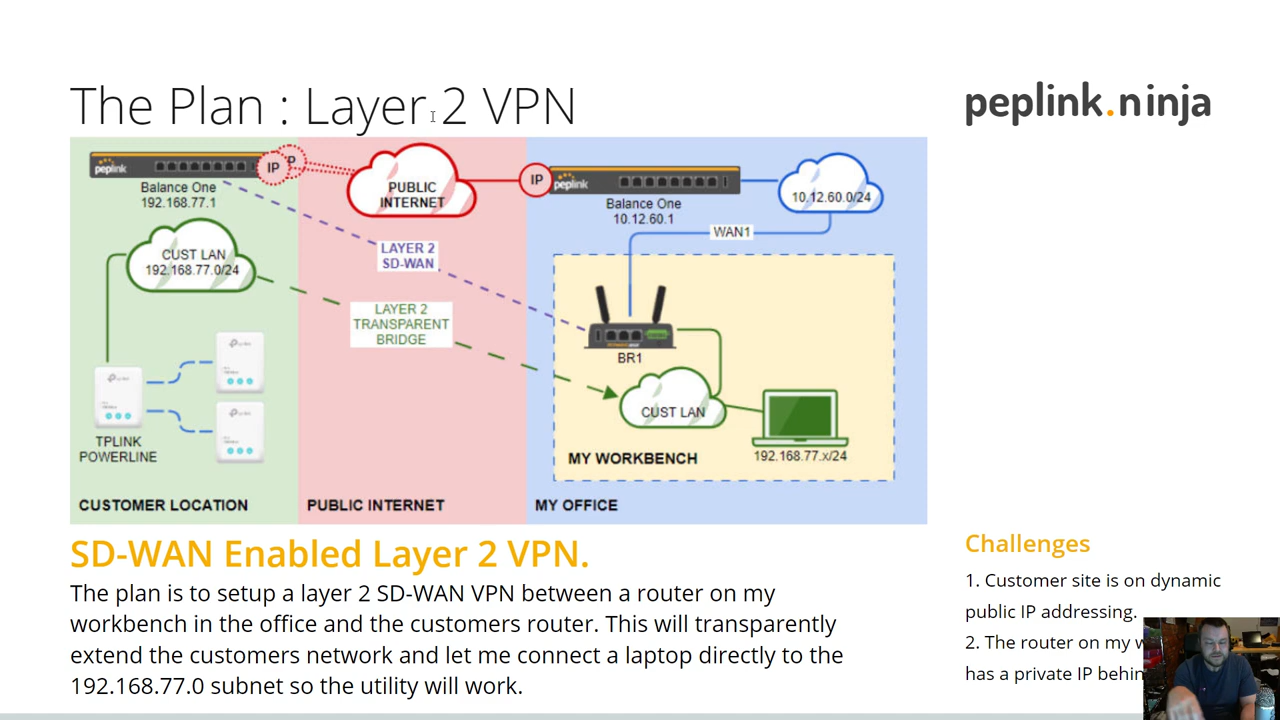 The Plan : Layer 2 VPN
peplink.ninja
peplink
IP
P
PUBLIC
INTERNET
IP
peplink
Balance One
192.168.77.1
Balance One
10.12.60.1
10.12.60.0/24
WAN1
CUST LAN
192.168.77.0/24
LAYER 2
SD-WAN
LAYER 2
TRANSPARENT
BRIDGE
BR1
CUST LAN
TPLINK
POWERLINE
MY WORKBENCH
192.168.77.x/24
CUSTOMER LOCATION
PUBLIC INTERNET
MY OFFICE
SD-WAN Enabled Layer 2 VPN.
The plan is to setup a layer 2 SD-WAN VPN between a router on my
workbench in the office and the customers router. This will transparently
extend the customers network and let me connect a laptop directly to the
192.168.77.0 subnet so the utility will work.
Challenges
1. Customer site is on dynamic
public IP addressing.
2. The router on my
has a private IP